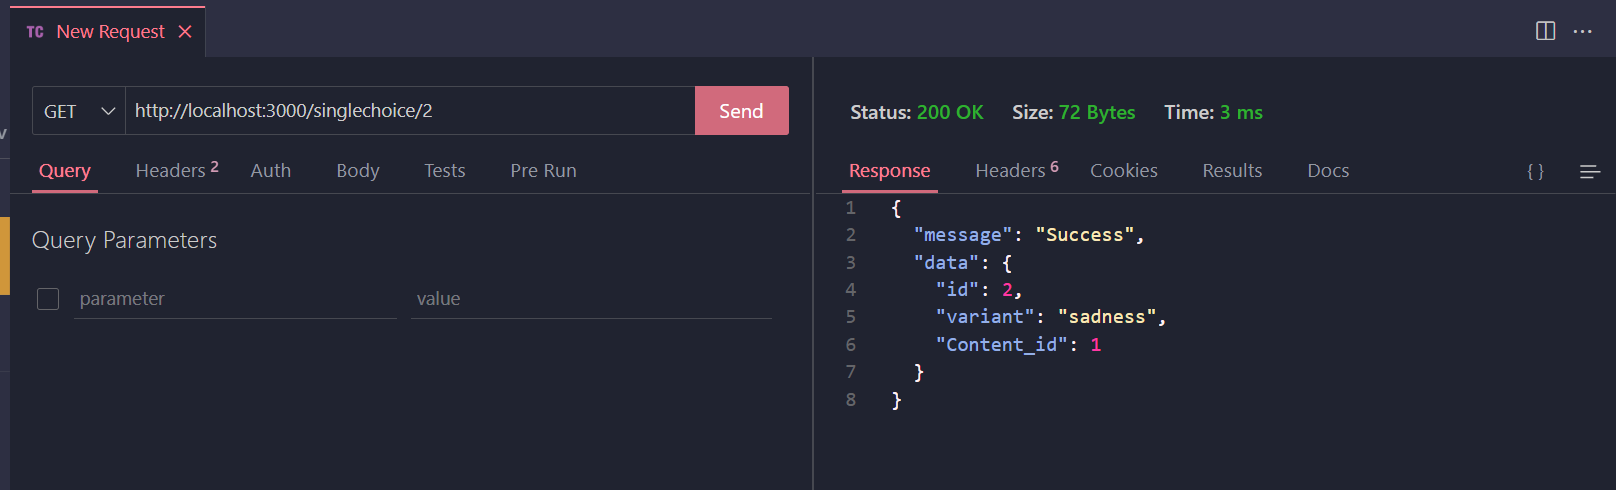 TC New Request
GET http://localhost:3000/singlechoice/2 Send
Query Headers 2 Auth Body Tests Pre Run
Query Parameters
parameter value
Status: 200 OK Size: 72 Bytes Time: 3 ms
Response Headers 6 Cookies Results Docs { }
1 {
2 "message": "Success",
3 "data": {
4 "id": 2,
5 "variant": "sadness",
6 "Content_id": 1
7 }
8 }